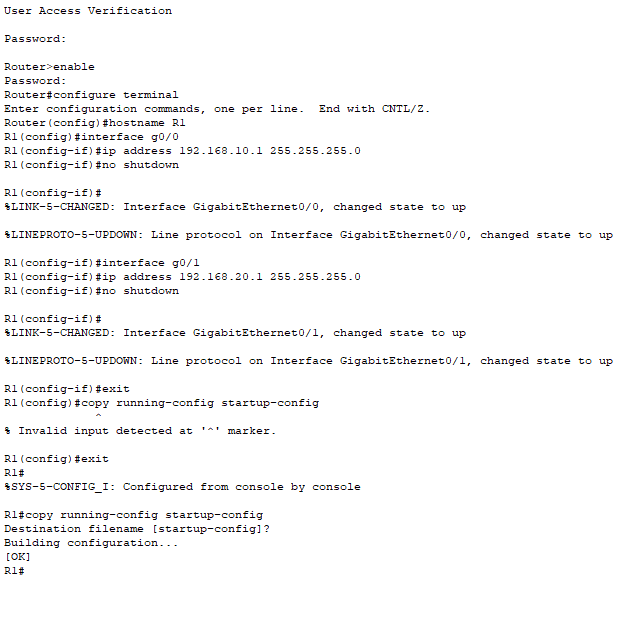 User Access Verification
Password:
Router>enable
Password:
Router#configure terminal
Enter configuration commands, one per line.  End with CNTL/Z.
Router(config)#hostname R1
R1(config)#interface g0/0
R1(config-if)#ip address 192.168.10.1 255.255.255.0
R1(config-if)#no shutdown
R1(config-if)#
%LINK-5-CHANGED: Interface GigabitEthernet0/0, changed state to up
%LINEPROTO-5-UPDOWN: Line protocol on Interface GigabitEthernet0/0, changed state to up
R1(config-if)#interface g0/1
R1(config-if)#ip address 192.168.20.1 255.255.255.0
R1(config-if)#no shutdown
R1(config-if)#
%LINK-5-CHANGED: Interface GigabitEthernet0/1, changed state to up
%LINEPROTO-5-UPDOWN: Line protocol on Interface GigabitEthernet0/1, changed state to up
R1(config-if)#exit
R1(config)#copy running-config startup-config
^
% Invalid input detected at '^' marker.
R1(config)#exit
R1#
%SYS-5-CONFIG_I: Configured from console by console
R1#copy running-config startup-config
Destination filename [startup-config]?
Building configuration...
[OK]
R1#